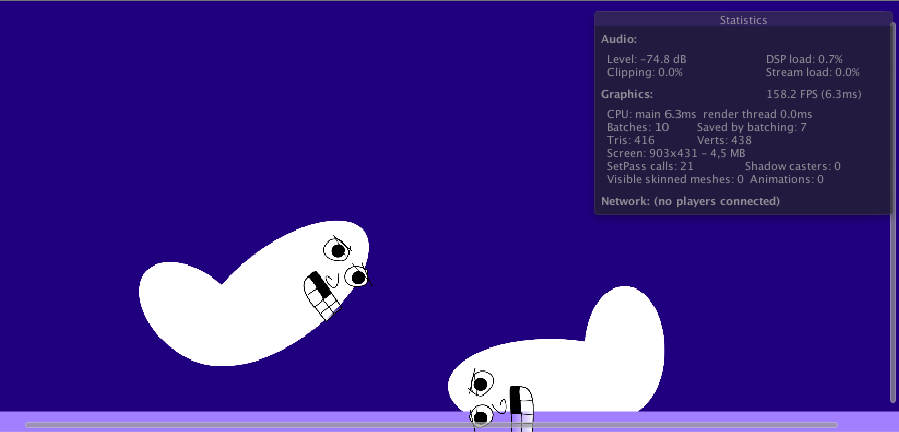 Statistics
Audio:
Level: -74.8 dB DSP load: 0.7%
Clipping: 0.0% Stream load: 0.0%
Graphics: 158.2 FPS (6.3ms)
CPU: main 6.3ms render thread 0.0ms
Batches: 10 Saved by batching: 7
Tris: 416 Verts: 438
Screen: 903x431 - 4,5 MB
SetPass calls: 21 Shadow casters: 0
Visible skinned meshes: 0 Animations: 0
Network: (no players connected)